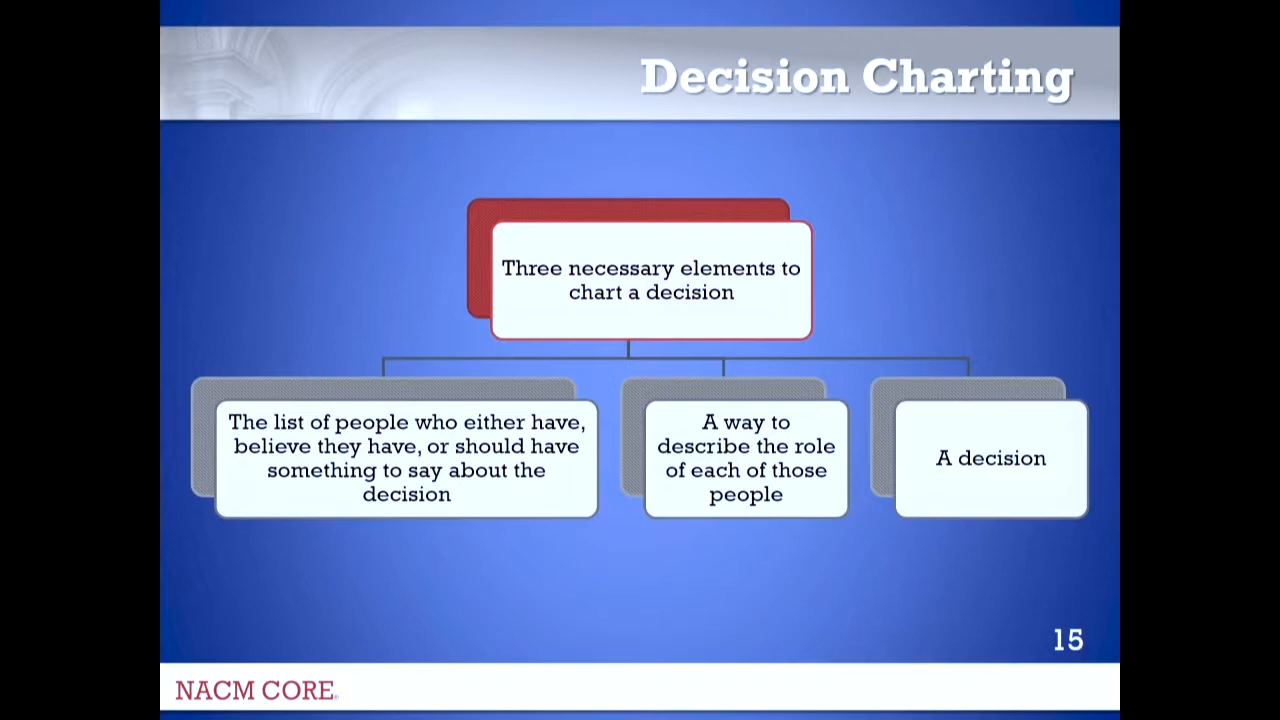 Decision Charting
Three necessary elements to
chart a decision
The list of people who either have,
believe they have, or should have
something to say about the
decision
A way to
describe the role
of each of those
people
A decision
15
NACM CORE